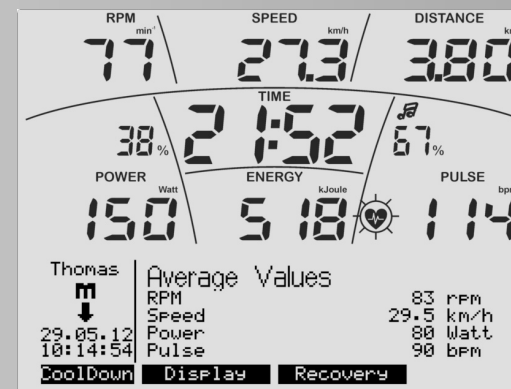 RPM SPEED DISTANCE
min⁻¹ km/h
77 27.3 3.80
TIME
38% 21:52 67%
POWER ENERGY PULSE
Watt kJoule
150 518 114
Thomas Average Values
m RPM 83 rpm
Speed 29.5 km/h
29.05.12 Power 80 Watt
10:14:54 Pulse 90 bpm
CoolDown Display Recovery